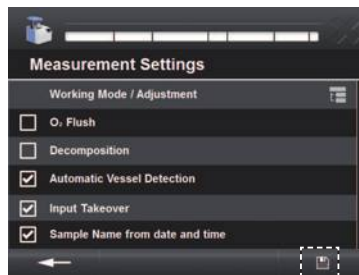 Measurement Settings
Working Mode / Adjustment
O₂ Flush
Decomposition
Automatic Vessel Detection
Input Takeover
Sample Name from date and time